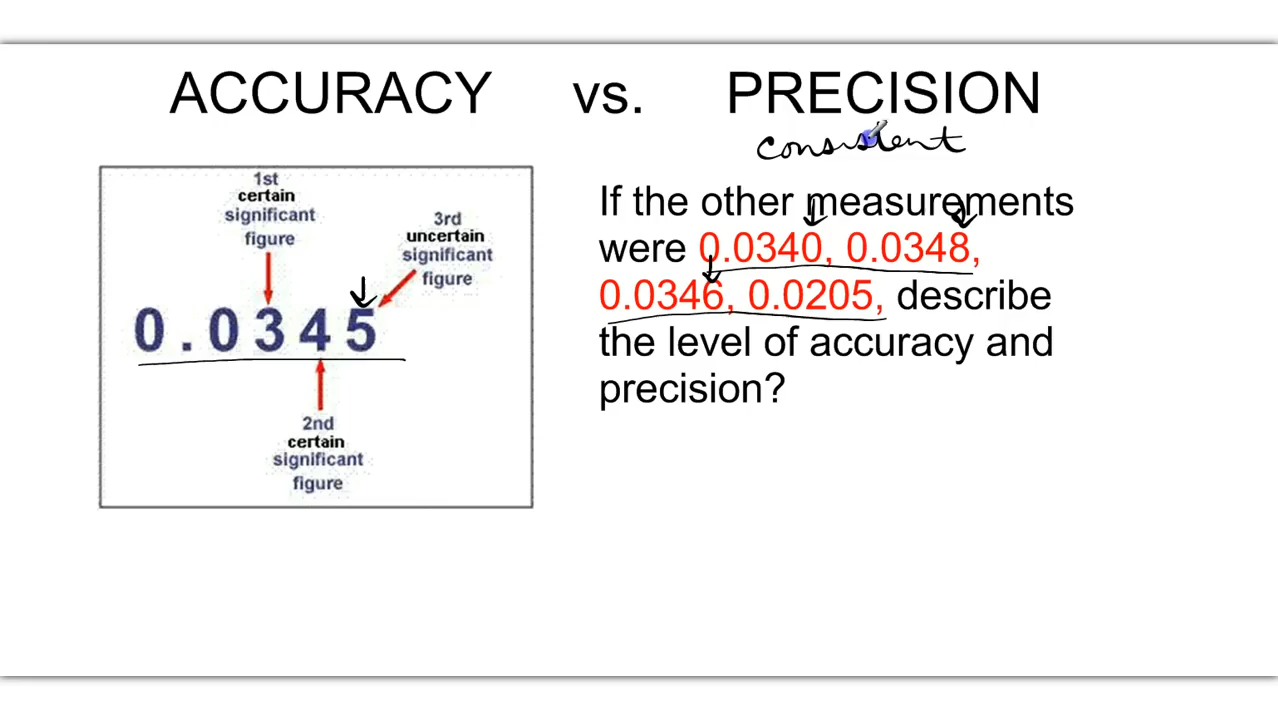 ACCURACY vs. PRECISION
consistent
1st
certain
significant
figure
3rd
uncertain
significant
figure
0.0345
2nd
certain
significant
figure
If the other measurements
were 0.0340, 0.0348,
0.0346, 0.0205, describe
the level of accuracy and
precision?